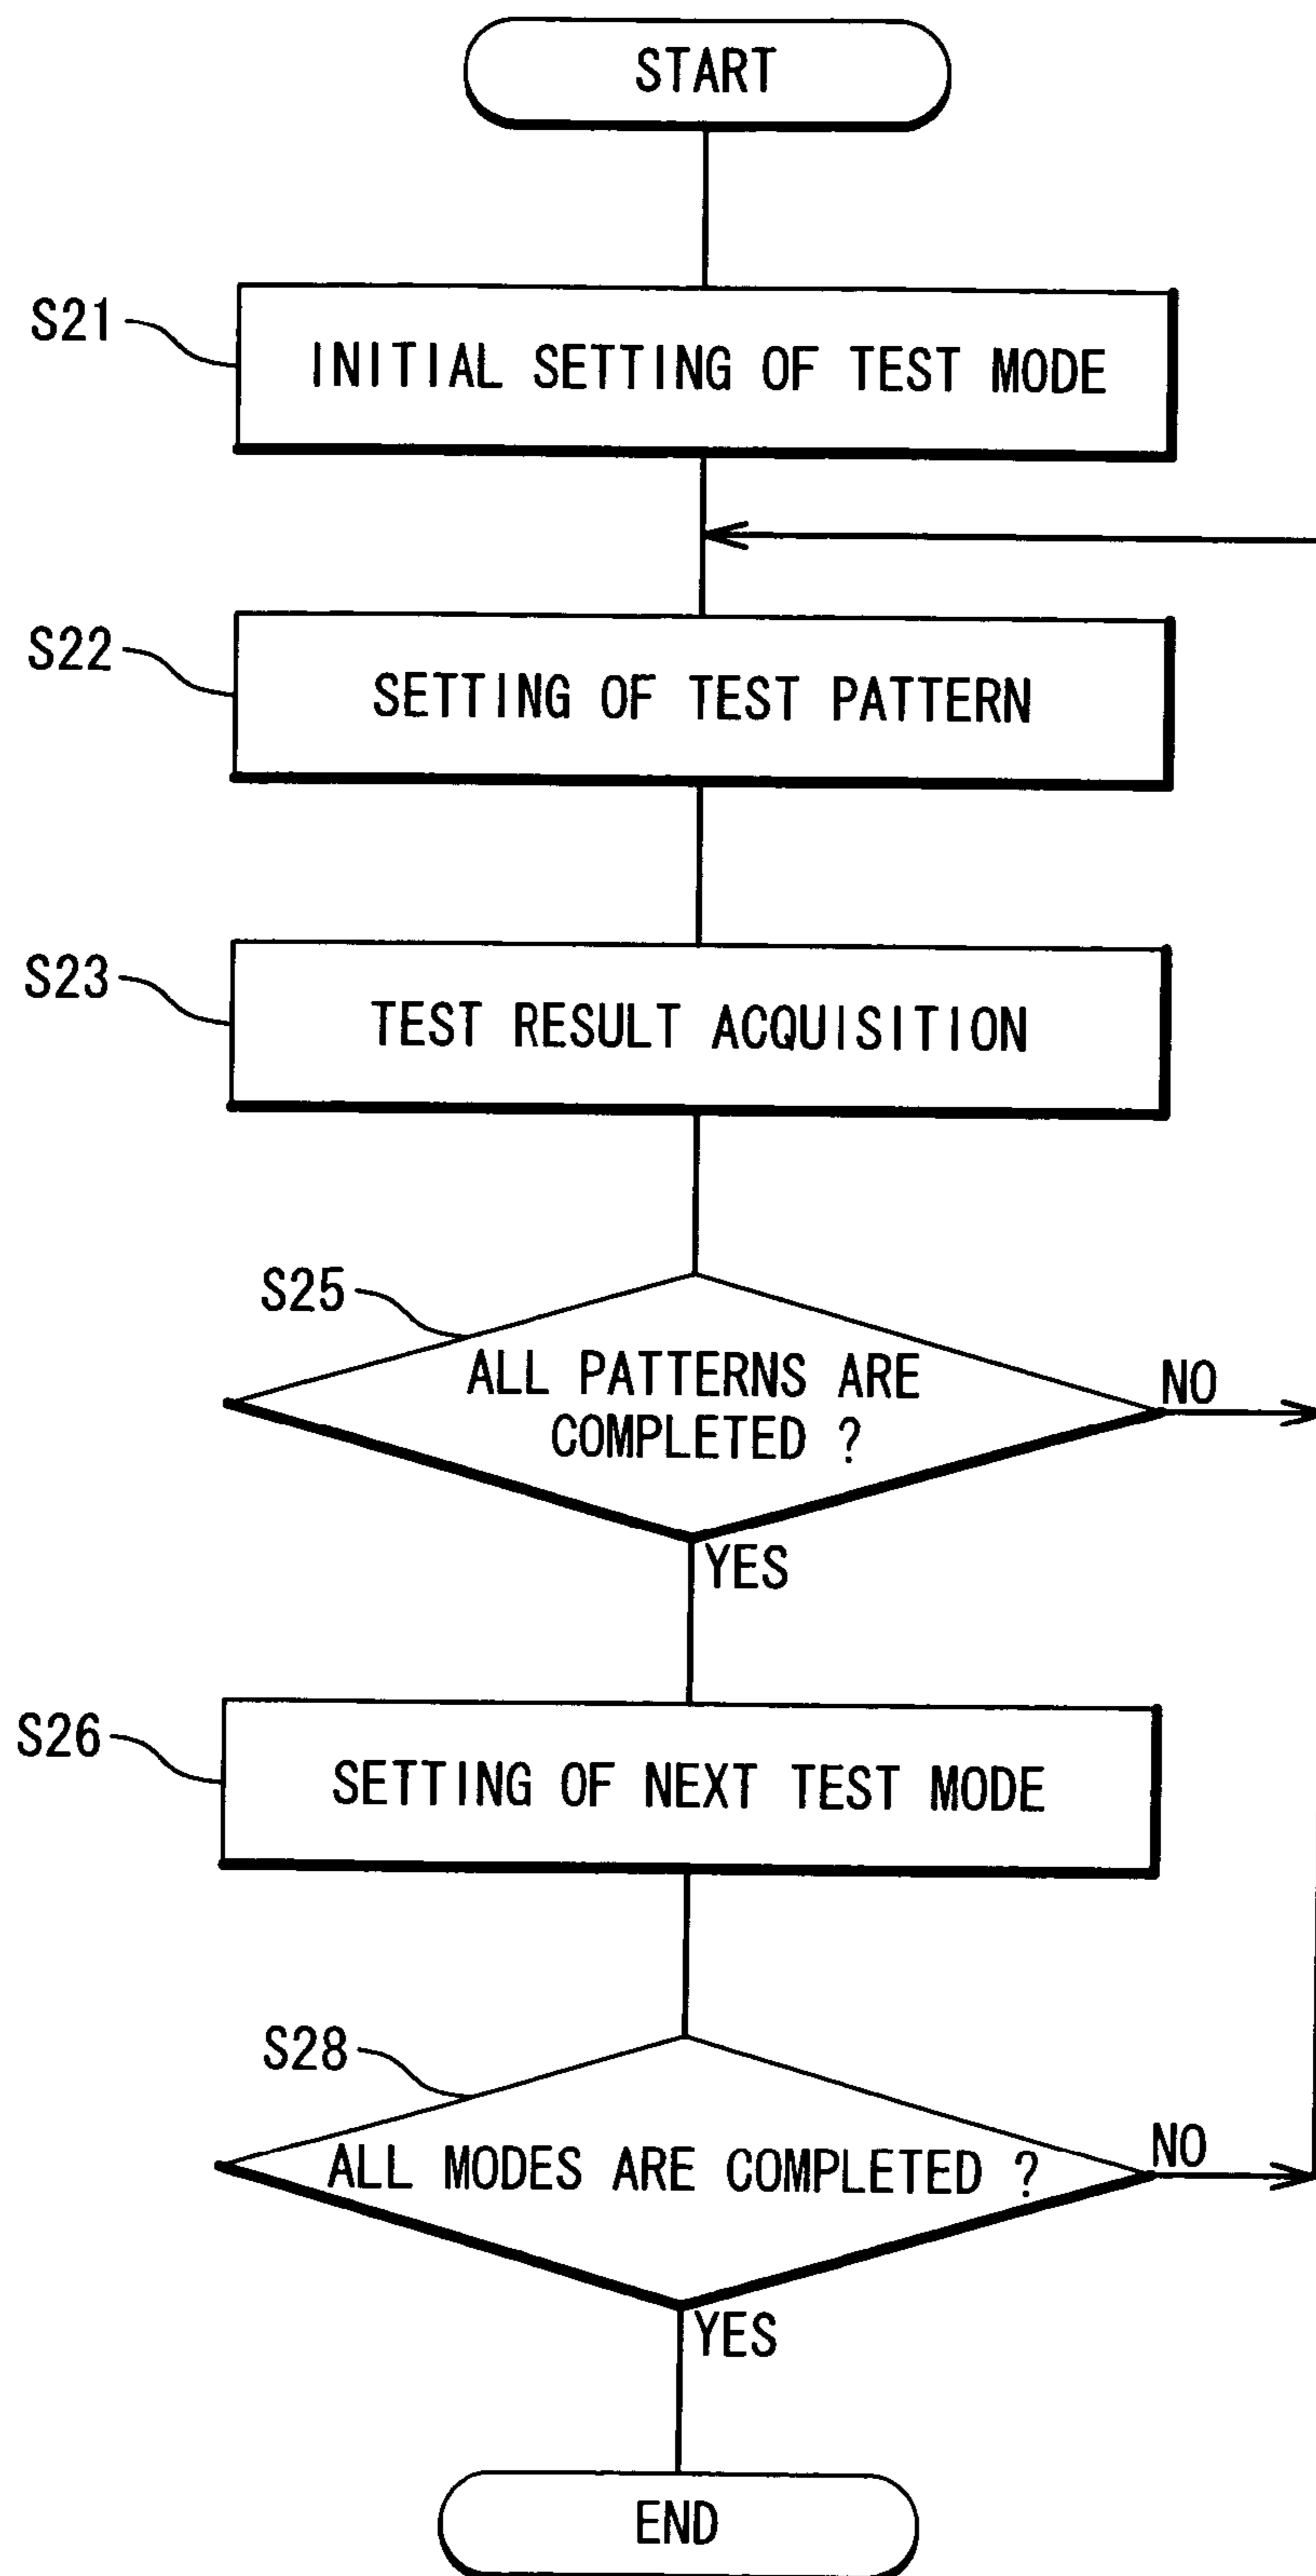 START
S21
INITIAL SETTING OF TEST MODE
S22
SETTING OF TEST PATTERN
S23
TEST RESULT ACQUISITION
S25
ALL PATTERNS ARE
COMPLETED ?
NO
YES
S26
SETTING OF NEXT TEST MODE
S28
ALL MODES ARE COMPLETED ?
NO
YES
END